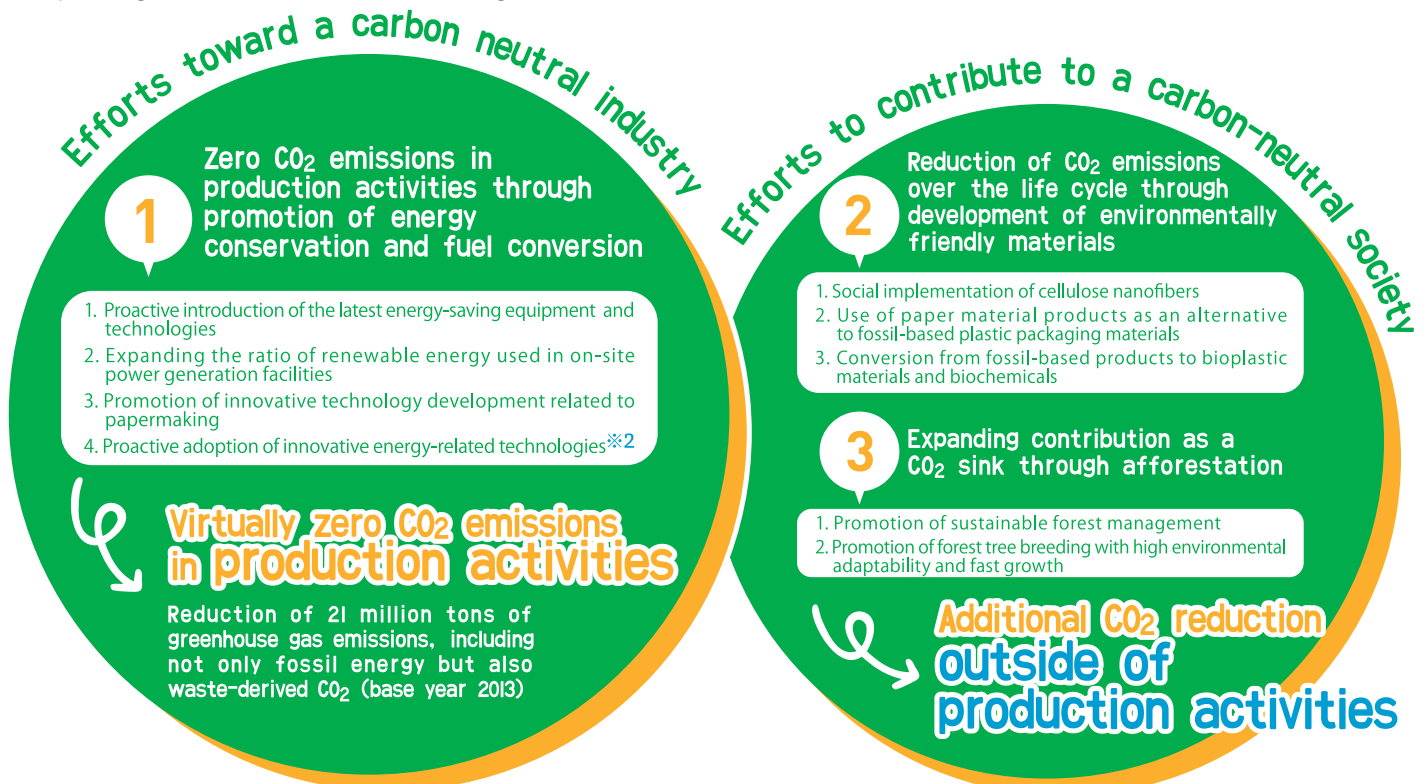 Efforts toward a carbon neutral industry
1
Zero CO₂ emissions in
production activities through
promotion of energy
conservation and fuel conversion
1. Proactive introduction of the latest energy-saving equipment and
technologies
2. Expanding the ratio of renewable energy used in on-site
power generation facilities
3. Promotion of innovative technology development related to
papermaking
4. Proactive adoption of innovative energy-related technologies※2
Virtually zero CO₂ emissions
in production activities
Reduction of 21 million tons of
greenhouse gas emissions, including
not only fossil energy but also
waste-derived CO₂ (base year 2013)
Efforts to contribute to a carbon-neutral society
2
Reduction of CO₂ emissions
over the life cycle through
development of environmentally
friendly materials
1. Social implementation of cellulose nanofibers
2. Use of paper material products as an alternative
to fossil-based plastic packaging materials
3. Conversion from fossil-based products to bioplastic
materials and biochemicals
3
Expanding contribution as a
CO₂ sink through afforestation
1. Promotion of sustainable forest management
2. Promotion of forest tree breeding with high environmental
adaptability and fast growth
Additional CO₂ reduction
outside of
production activities